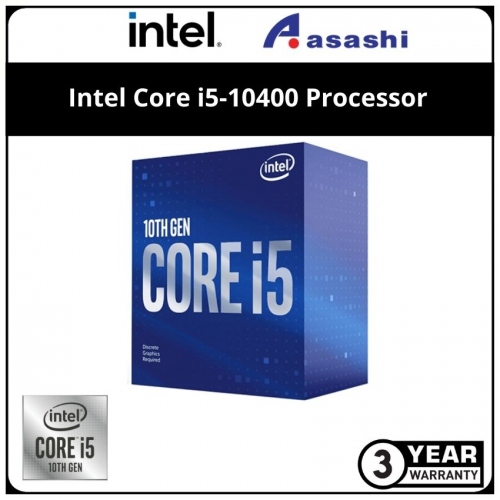 intel.
Asashi
Intel Core i5-10400 Processor
intel
10TH GEN
CORE i5
Discrete
Graphics
Required
intel
CORE i5
10TH GEN
3 YEAR
WARRANTY